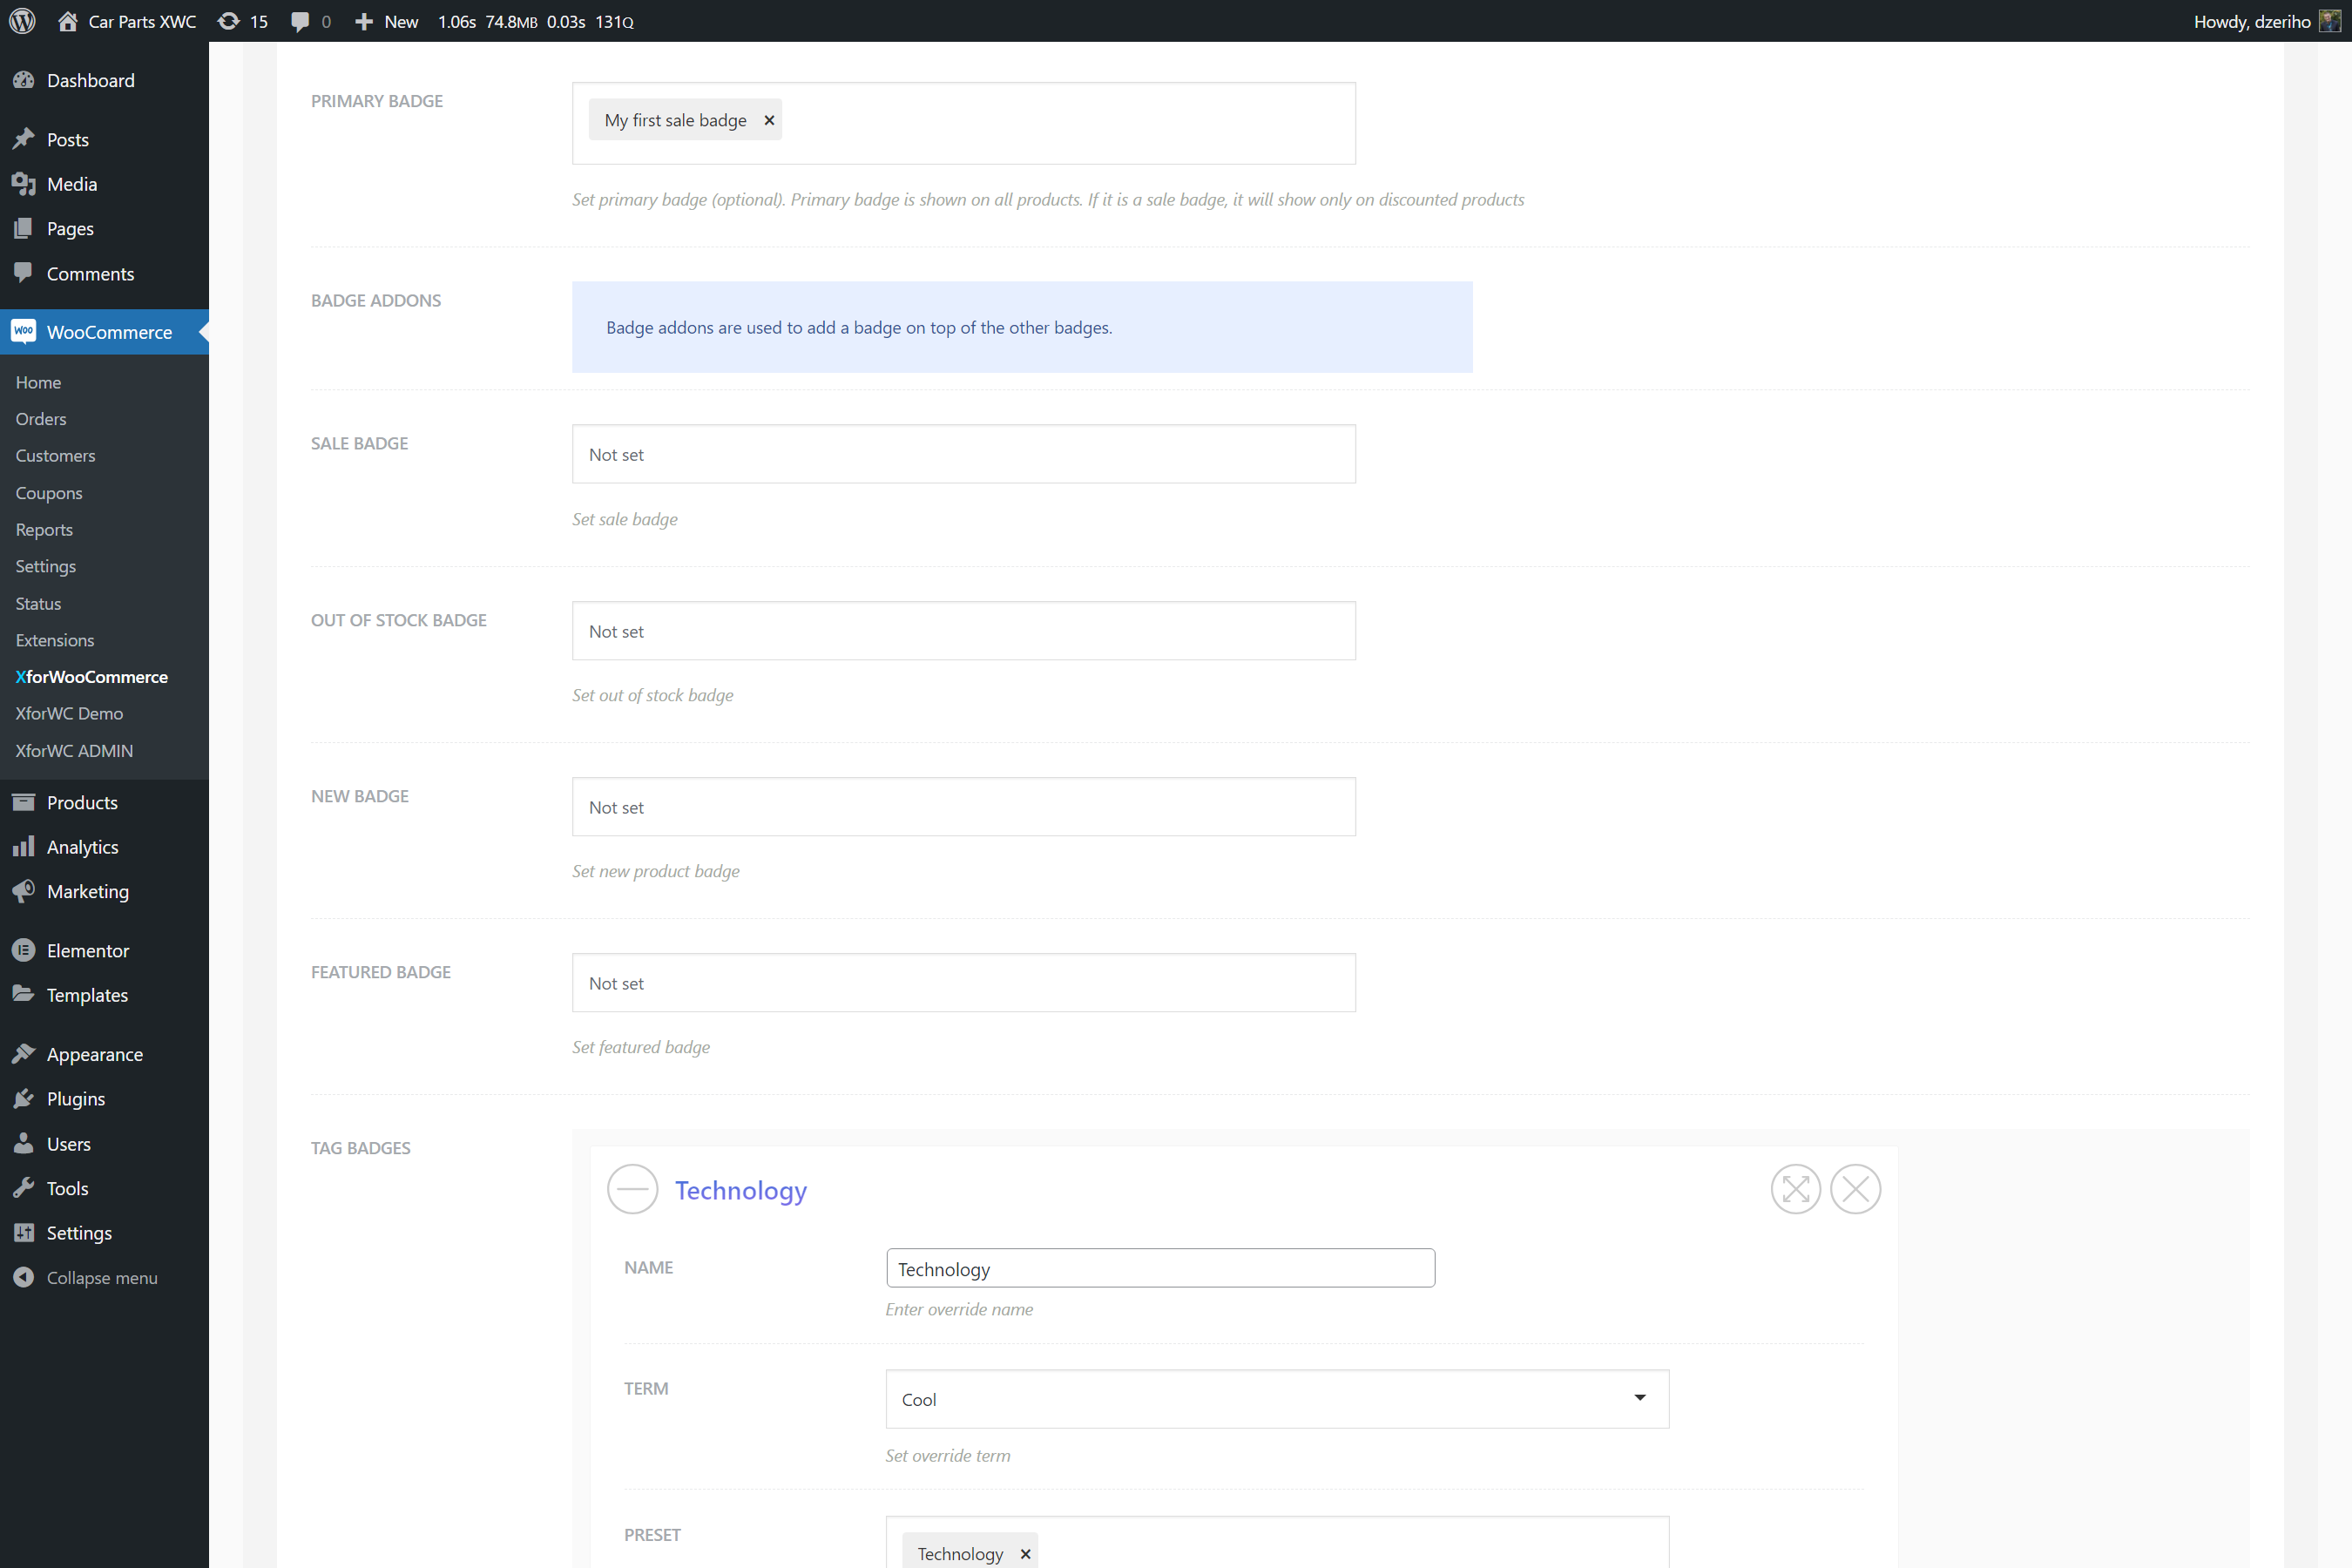 Car Parts XWC 15 0 New 1.06s 74.8MB 0.03s 131Q Howdy, dzeriho
Dashboard
Posts
Media
Pages
Comments
WOO WooCommerce
Home
Orders
Customers
Coupons
Reports
Settings
Status
Extensions
XforWooCommerce
XforWC Demo
XforWC ADMIN
Products
Analytics
Marketing
Elementor
Templates
Appearance
Plugins
Users
Tools
Settings
Collapse menu
PRIMARY BADGE
My first sale badge ×
Set primary badge (optional). Primary badge is shown on all products. If it is a sale badge, it will show only on discounted products
BADGE ADDONS
Badge addons are used to add a badge on top of the other badges.
SALE BADGE
Not set
Set sale badge
OUT OF STOCK BADGE
Not set
Set out of stock badge
NEW BADGE
Not set
Set new product badge
FEATURED BADGE
Not set
Set featured badge
TAG BADGES
Technology
NAME
Technology
Enter override name
TERM
Cool
Set override term
PRESET
Technology ×